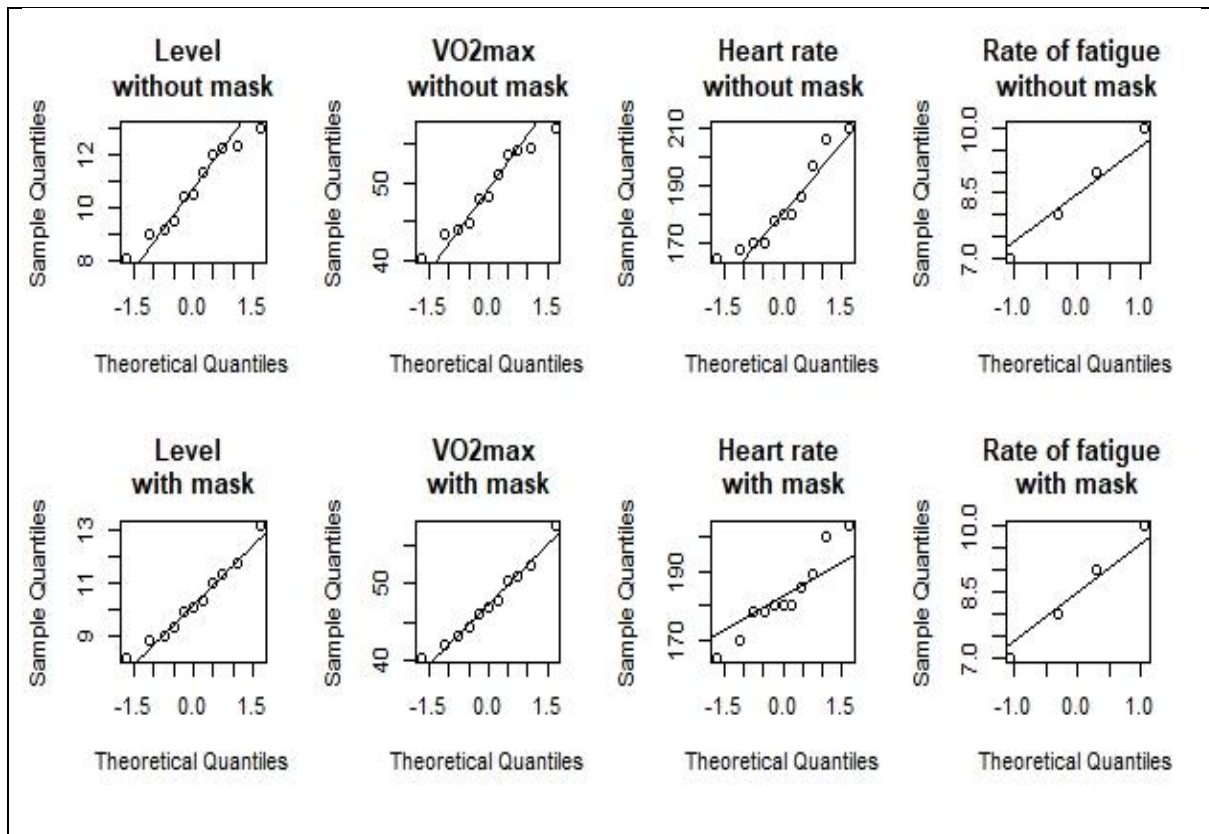 Level
without mask
Sample Quantiles
8 10 12
-1.5 0.0 1.5
Theoretical Quantiles
VO2max
without mask
Sample Quantiles
40 50
-1.5 0.0 1.5
Theoretical Quantiles
Heart rate
without mask
Sample Quantiles
170 190 210
-1.5 0.0 1.5
Theoretical Quantiles
Rate of fatigue
without mask
Sample Quantiles
7.0 8.5 10.0
-1.0 0.0 1.0
Theoretical Quantiles
Level
with mask
Sample Quantiles
9 11 13
-1.5 0.0 1.5
Theoretical Quantiles
VO2max
with mask
Sample Quantiles
40 50
-1.5 0.0 1.5
Theoretical Quantiles
Heart rate
with mask
Sample Quantiles
170 190
-1.5 0.0 1.5
Theoretical Quantiles
Rate of fatigue
with mask
Sample Quantiles
7.0 8.5 10.0
-1.0 0.0 1.0
Theoretical Quantiles